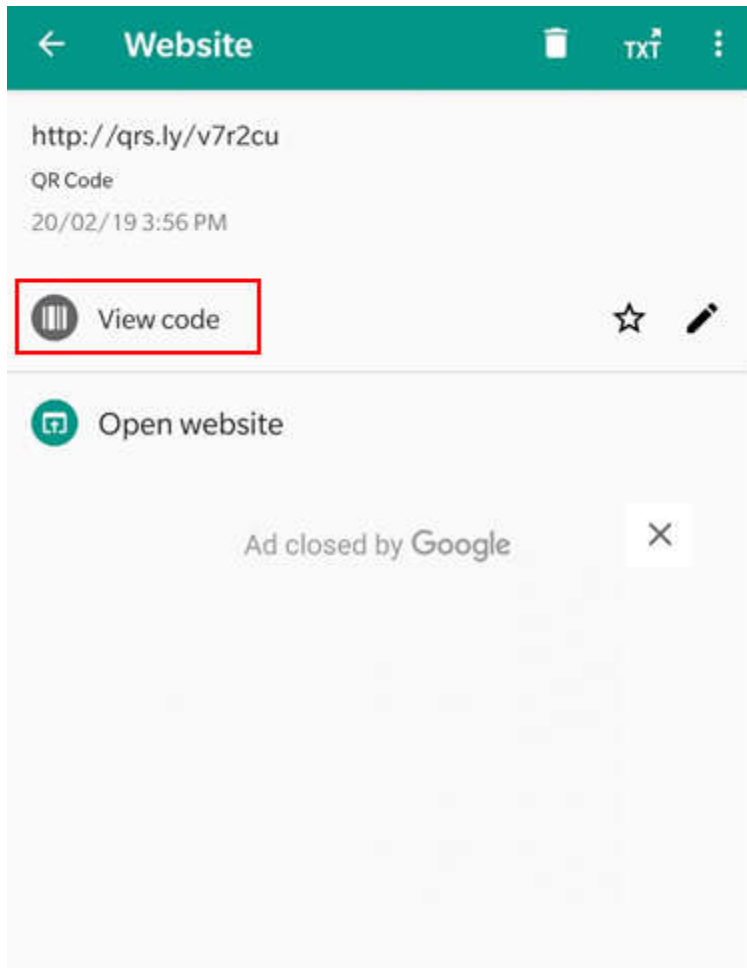 Website
TXT
http://qrs.ly/v7r2cu
QR Code
20/02/19 3:56 PM
View code
Open website
Ad closed by Google